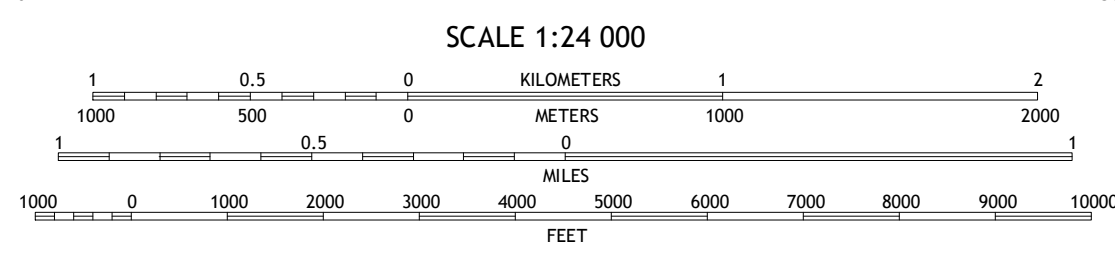 SCALE 1:24 000
1 0.5 0 KILOMETERS 1 2
1000 500 0 METERS 1000 2000
1 0.5 0 1
MILES
1000 0 1000 2000 3000 4000 5000 6000 7000 8000 9000 10000
FEET